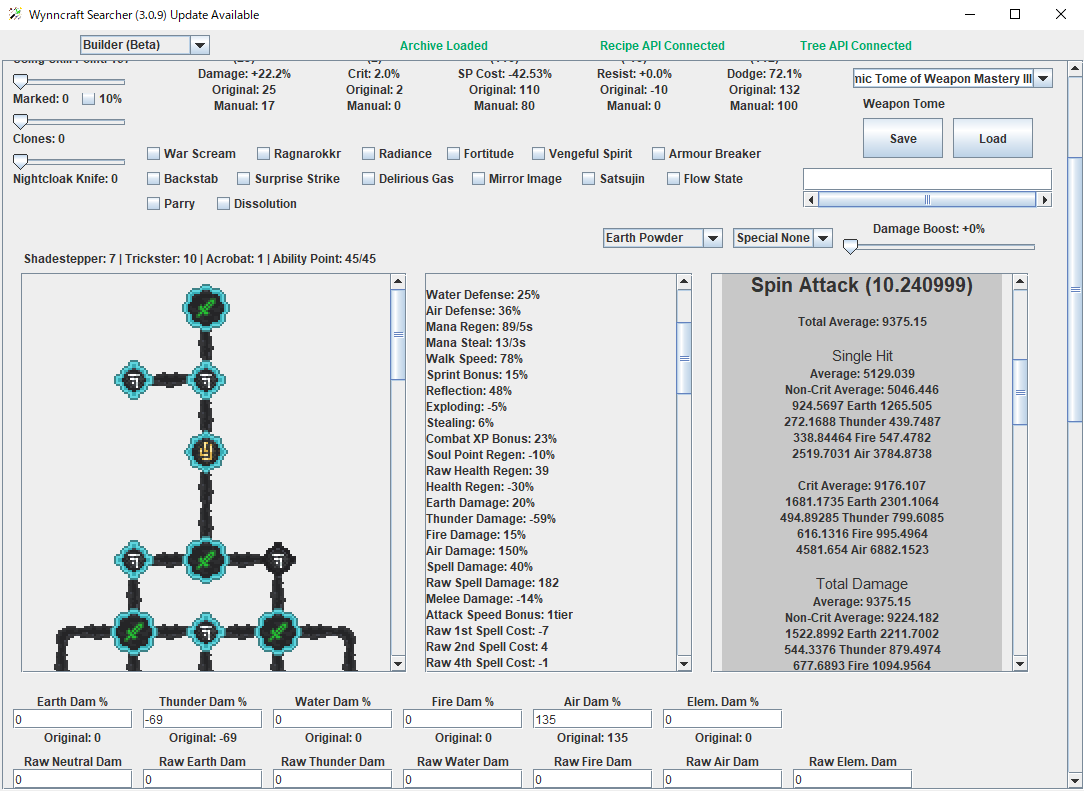 Wynncraft Searcher (3.0.9) Update Available
Builder (Beta)
Archive Loaded
Recipe API Connected
Tree API Connected
Damage: +22.2%
Original: 25
Manual: 17
Crit: 2.0%
Original: 2
Manual: 0
SP Cost: -42.53%
Original: 110
Manual: 80
Resist: +0.0%
Original: -10
Manual: 0
Dodge: 72.1%
Original: 132
Manual: 100
Marked: 0
10%
Clones: 0
Nightcloak Knife: 0
nic Tome of Weapon Mastery III
Weapon Tome
Save
Load
War Scream
Ragnarokkr
Radiance
Fortitude
Vengeful Spirit
Armour Breaker
Backstab
Surprise Strike
Delirious Gas
Mirror Image
Satsujin
Flow State
Parry
Dissolution
Earth Powder
Special None
Damage Boost: +0%
Shadestepper: 7 | Trickster: 10 | Acrobat: 1 | Ability Point: 45/45
Water Defense: 25%
Air Defense: 36%
Mana Regen: 89/5s
Mana Steal: 13/3s
Walk Speed: 78%
Sprint Bonus: 15%
Reflection: 48%
Exploding: -5%
Stealing: 6%
Combat XP Bonus: 23%
Soul Point Regen: -10%
Raw Health Regen: 39
Health Regen: -30%
Earth Damage: 20%
Thunder Damage: -59%
Fire Damage: 15%
Air Damage: 150%
Spell Damage: 40%
Raw Spell Damage: 182
Melee Damage: -14%
Attack Speed Bonus: 1tier
Raw 1st Spell Cost: -7
Raw 2nd Spell Cost: 4
Raw 4th Spell Cost: -1
Spin Attack (10.240999)
Total Average: 9375.15
Single Hit
Average: 5129.039
Non-Crit Average: 5046.446
924.5697 Earth 1265.505
272.1688 Thunder 439.7487
338.84464 Fire 547.4782
2519.7031 Air 3784.8738
Crit Average: 9176.107
1681.1735 Earth 2301.1064
494.89285 Thunder 799.6085
616.1316 Fire 995.4964
4581.654 Air 6882.1523
Total Damage
Average: 9375.15
Non-Crit Average: 9224.182
1522.8992 Earth 2211.7002
544.3376 Thunder 879.4974
677.6893 Fire 1094.9564
Earth Dam %
0
Original: 0
Thunder Dam %
-69
Original: -69
Water Dam %
0
Original: 0
Fire Dam %
0
Original: 0
Air Dam %
135
Original: 135
Elem. Dam %
0
Original: 0
Raw Neutral Dam
0
Raw Earth Dam
0
Raw Thunder Dam
0
Raw Water Dam
0
Raw Fire Dam
0
Raw Air Dam
0
Raw Elem. Dam
0